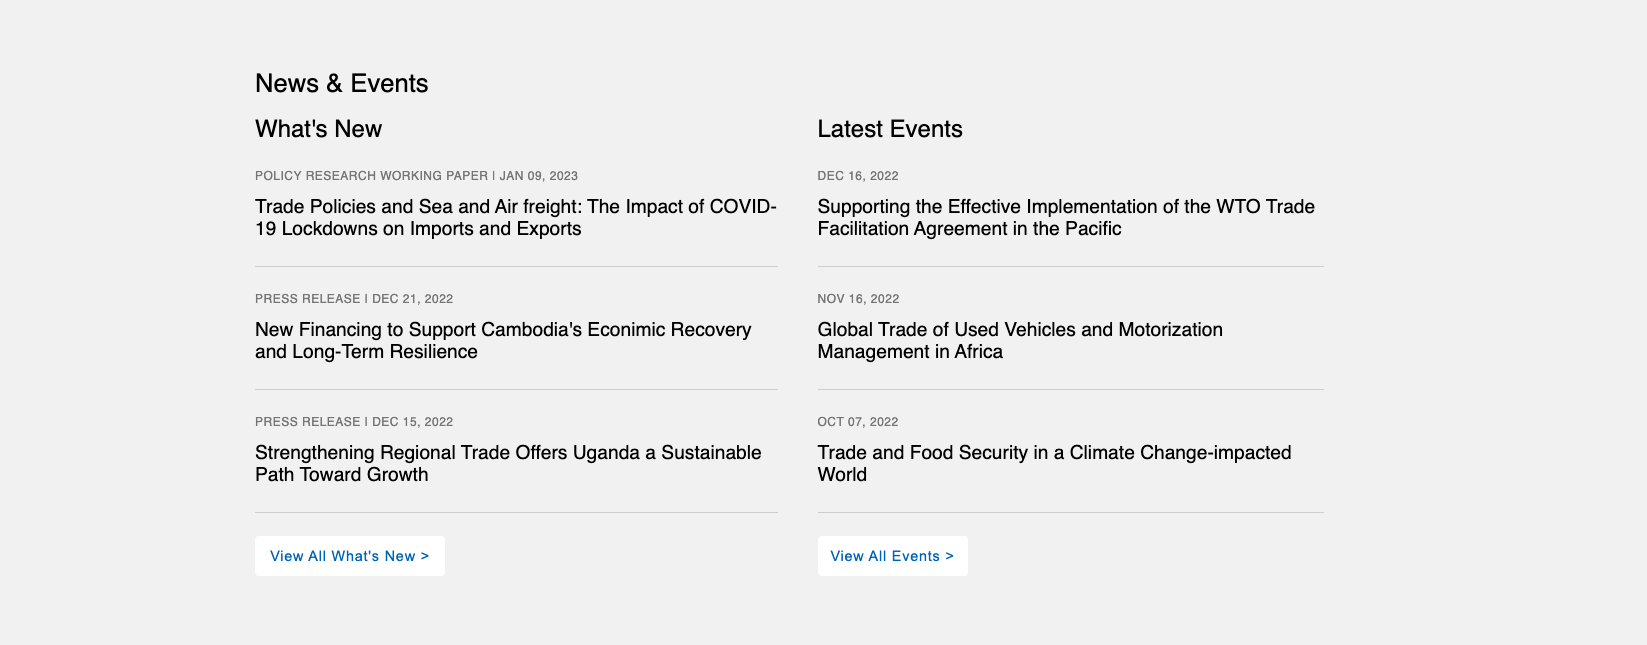 News & Events
What's New
POLICY RESEARCH WORKING PAPER | JAN 09, 2023
Trade Policies and Sea and Air freight: The Impact of COVID-
19 Lockdowns on Imports and Exports
PRESS RELEASE | DEC 21, 2022
New Financing to Support Cambodia's Econimic Recovery
and Long-Term Resilience
PRESS RELEASE | DEC 15, 2022
Strengthening Regional Trade Offers Uganda a Sustainable
Path Toward Growth
View All What's New >
Latest Events
DEC 16, 2022
Supporting the Effective Implementation of the WTO Trade
Facilitation Agreement in the Pacific
NOV 16, 2022
Global Trade of Used Vehicles and Motorization
Management in Africa
OCT 07, 2022
Trade and Food Security in a Climate Change-impacted
World
View All Events >